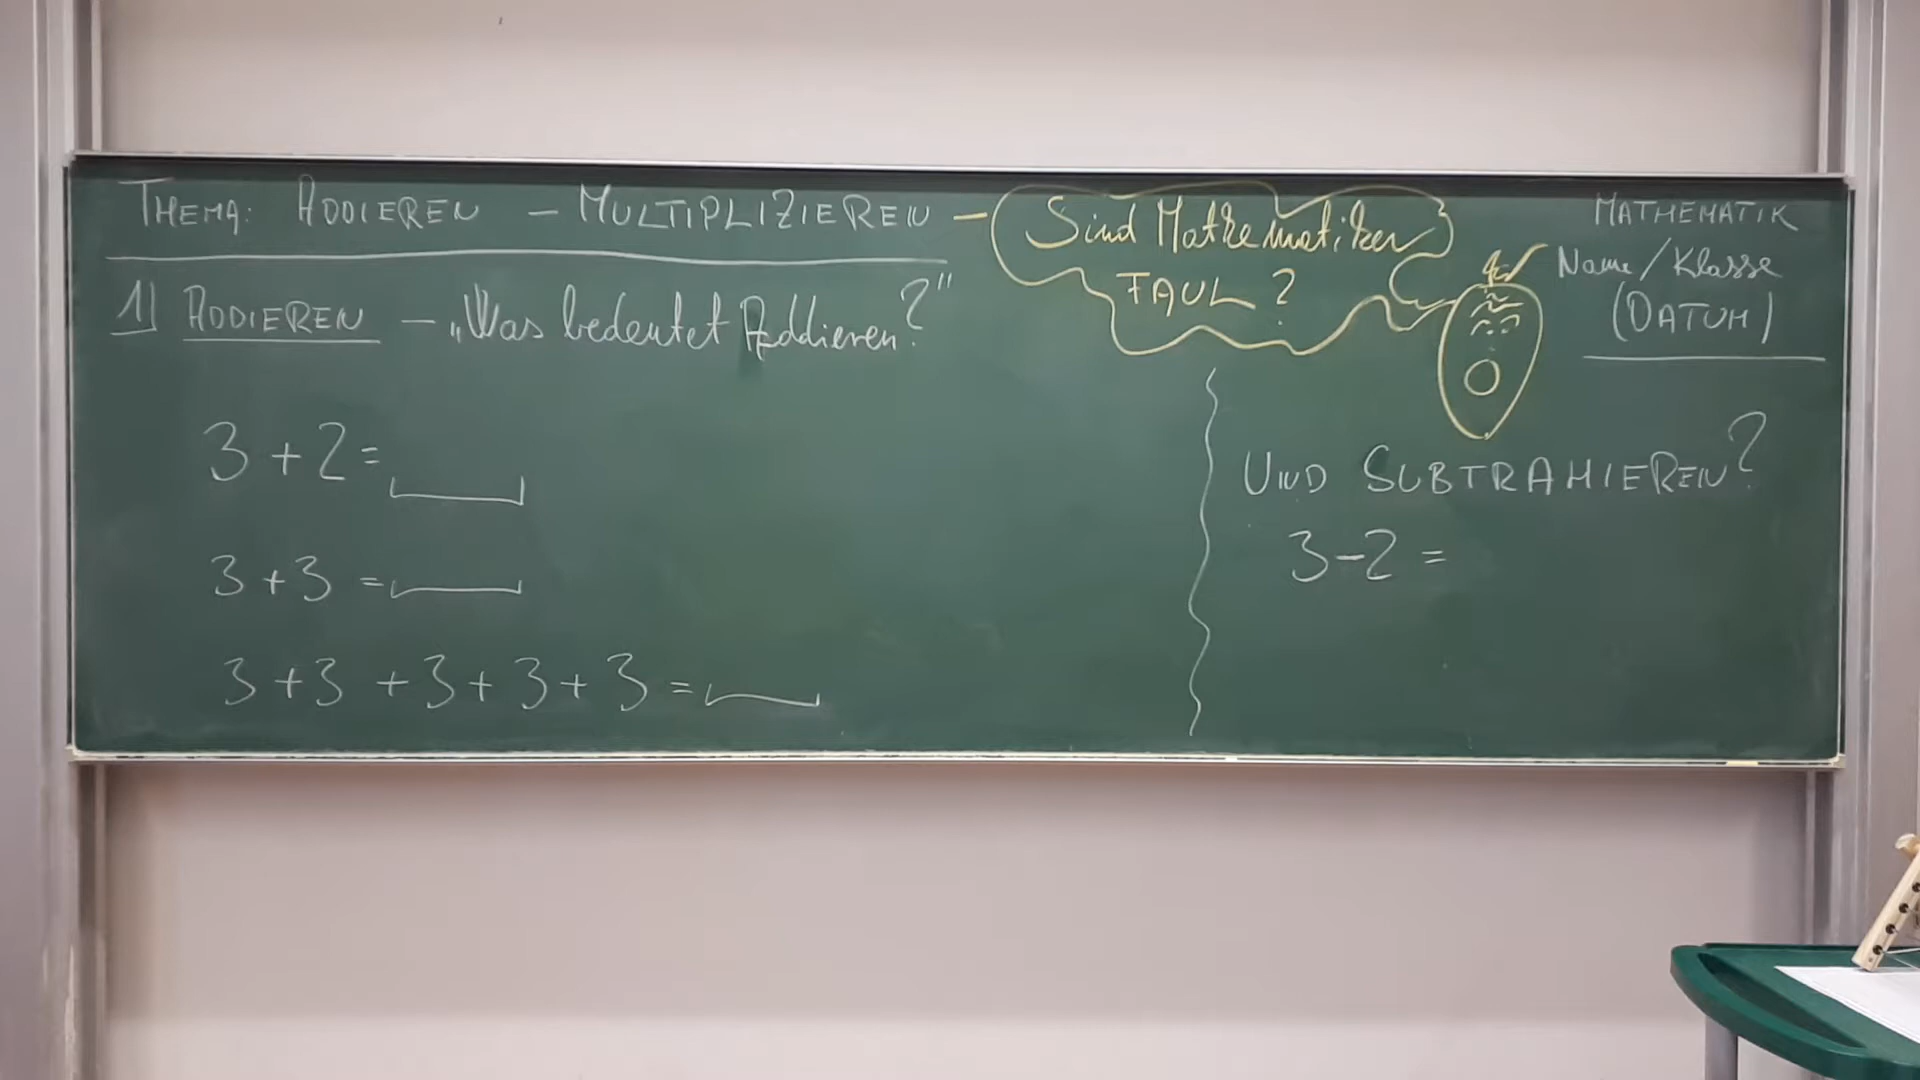 THEMA: ADDIEREN – MULTIPLIZIEREN – Sind Mathematiker
FAUL?
MATHEMATIK
Name/Klasse
(DATUM)
1) ADDIEREN – „Was bedeutet Addieren?"
3 + 2 =
3 + 3 =
3 + 3 + 3 + 3 + 3 =
UND SUBTRAHIEREN?
3 - 2 =